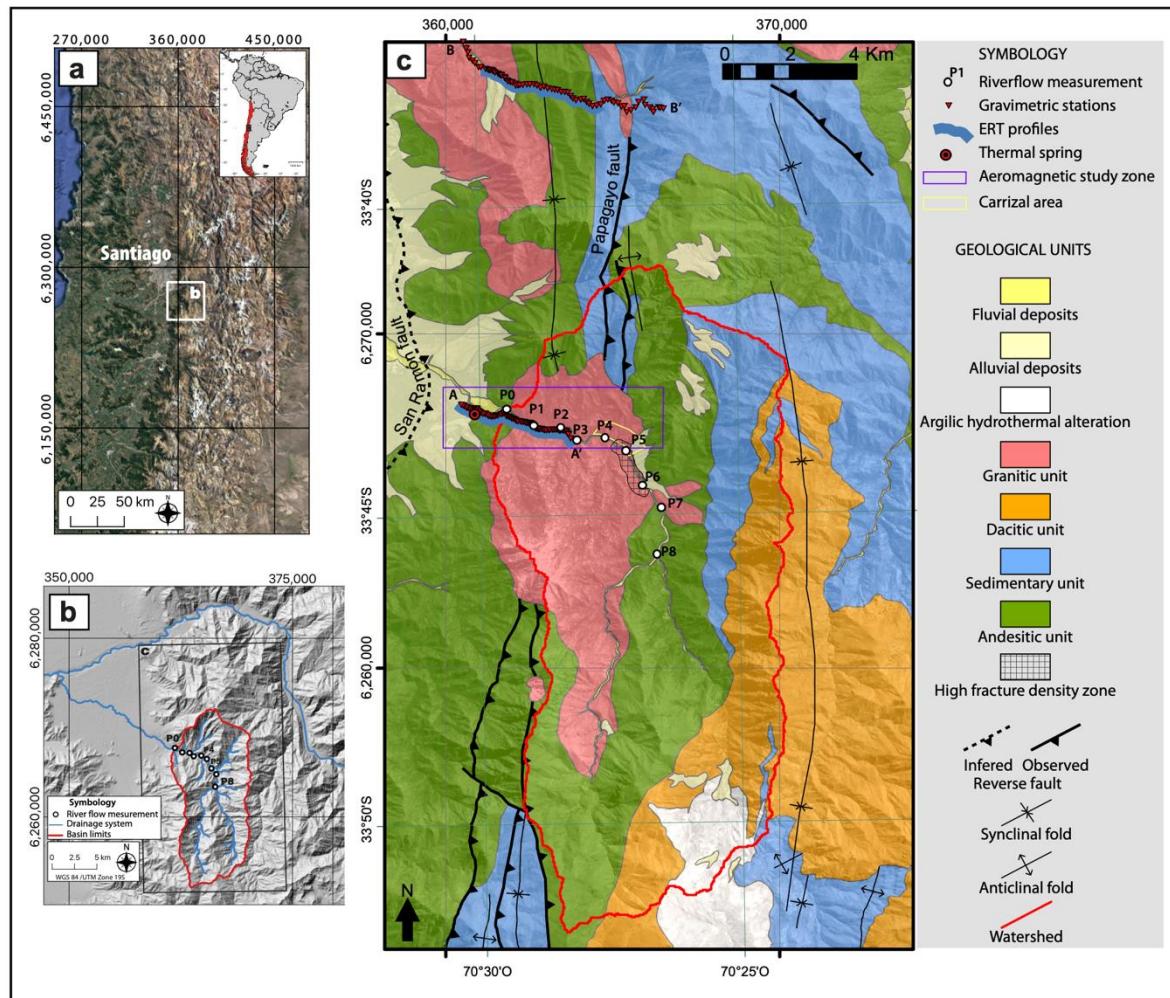 a
270,000 360,000 450,000
6,450,000
6,300,000
6,150,000
Santiago
b
0 25 50 km
N
b
350,000 375,000
6,280,000
6,260,000
c
P0
P4
P5
P8
Symbology
River flow mesurement
Drainage system
Basin limits
0 2.5 5 km
N
WGS 84 /UTM Zone 19S
c
360,000 370,000
0 2 4 Km
B
B'
33°40'S
Papagayo fault
San Ramon fault
6,270,000
A
P0
P1
P2
P3
A'
P4
P5
P6
P7
P8
33°45'S
6,260,000
33°50'S
N
70°30'O 70°25'O
SYMBOLOGY
P1
Riverflow measurement
Gravimetric stations
ERT profiles
Thermal spring
Aeromagnetic study zone
Carrizal area
GEOLOGICAL UNITS
Fluvial deposits
Alluvial deposits
Argilic hydrothermal alteration
Granitic unit
Dacitic unit
Sedimentary unit
Andesitic unit
High fracture density zone
Infered Observed
Reverse fault
Synclinal fold
Anticlinal fold
Watershed